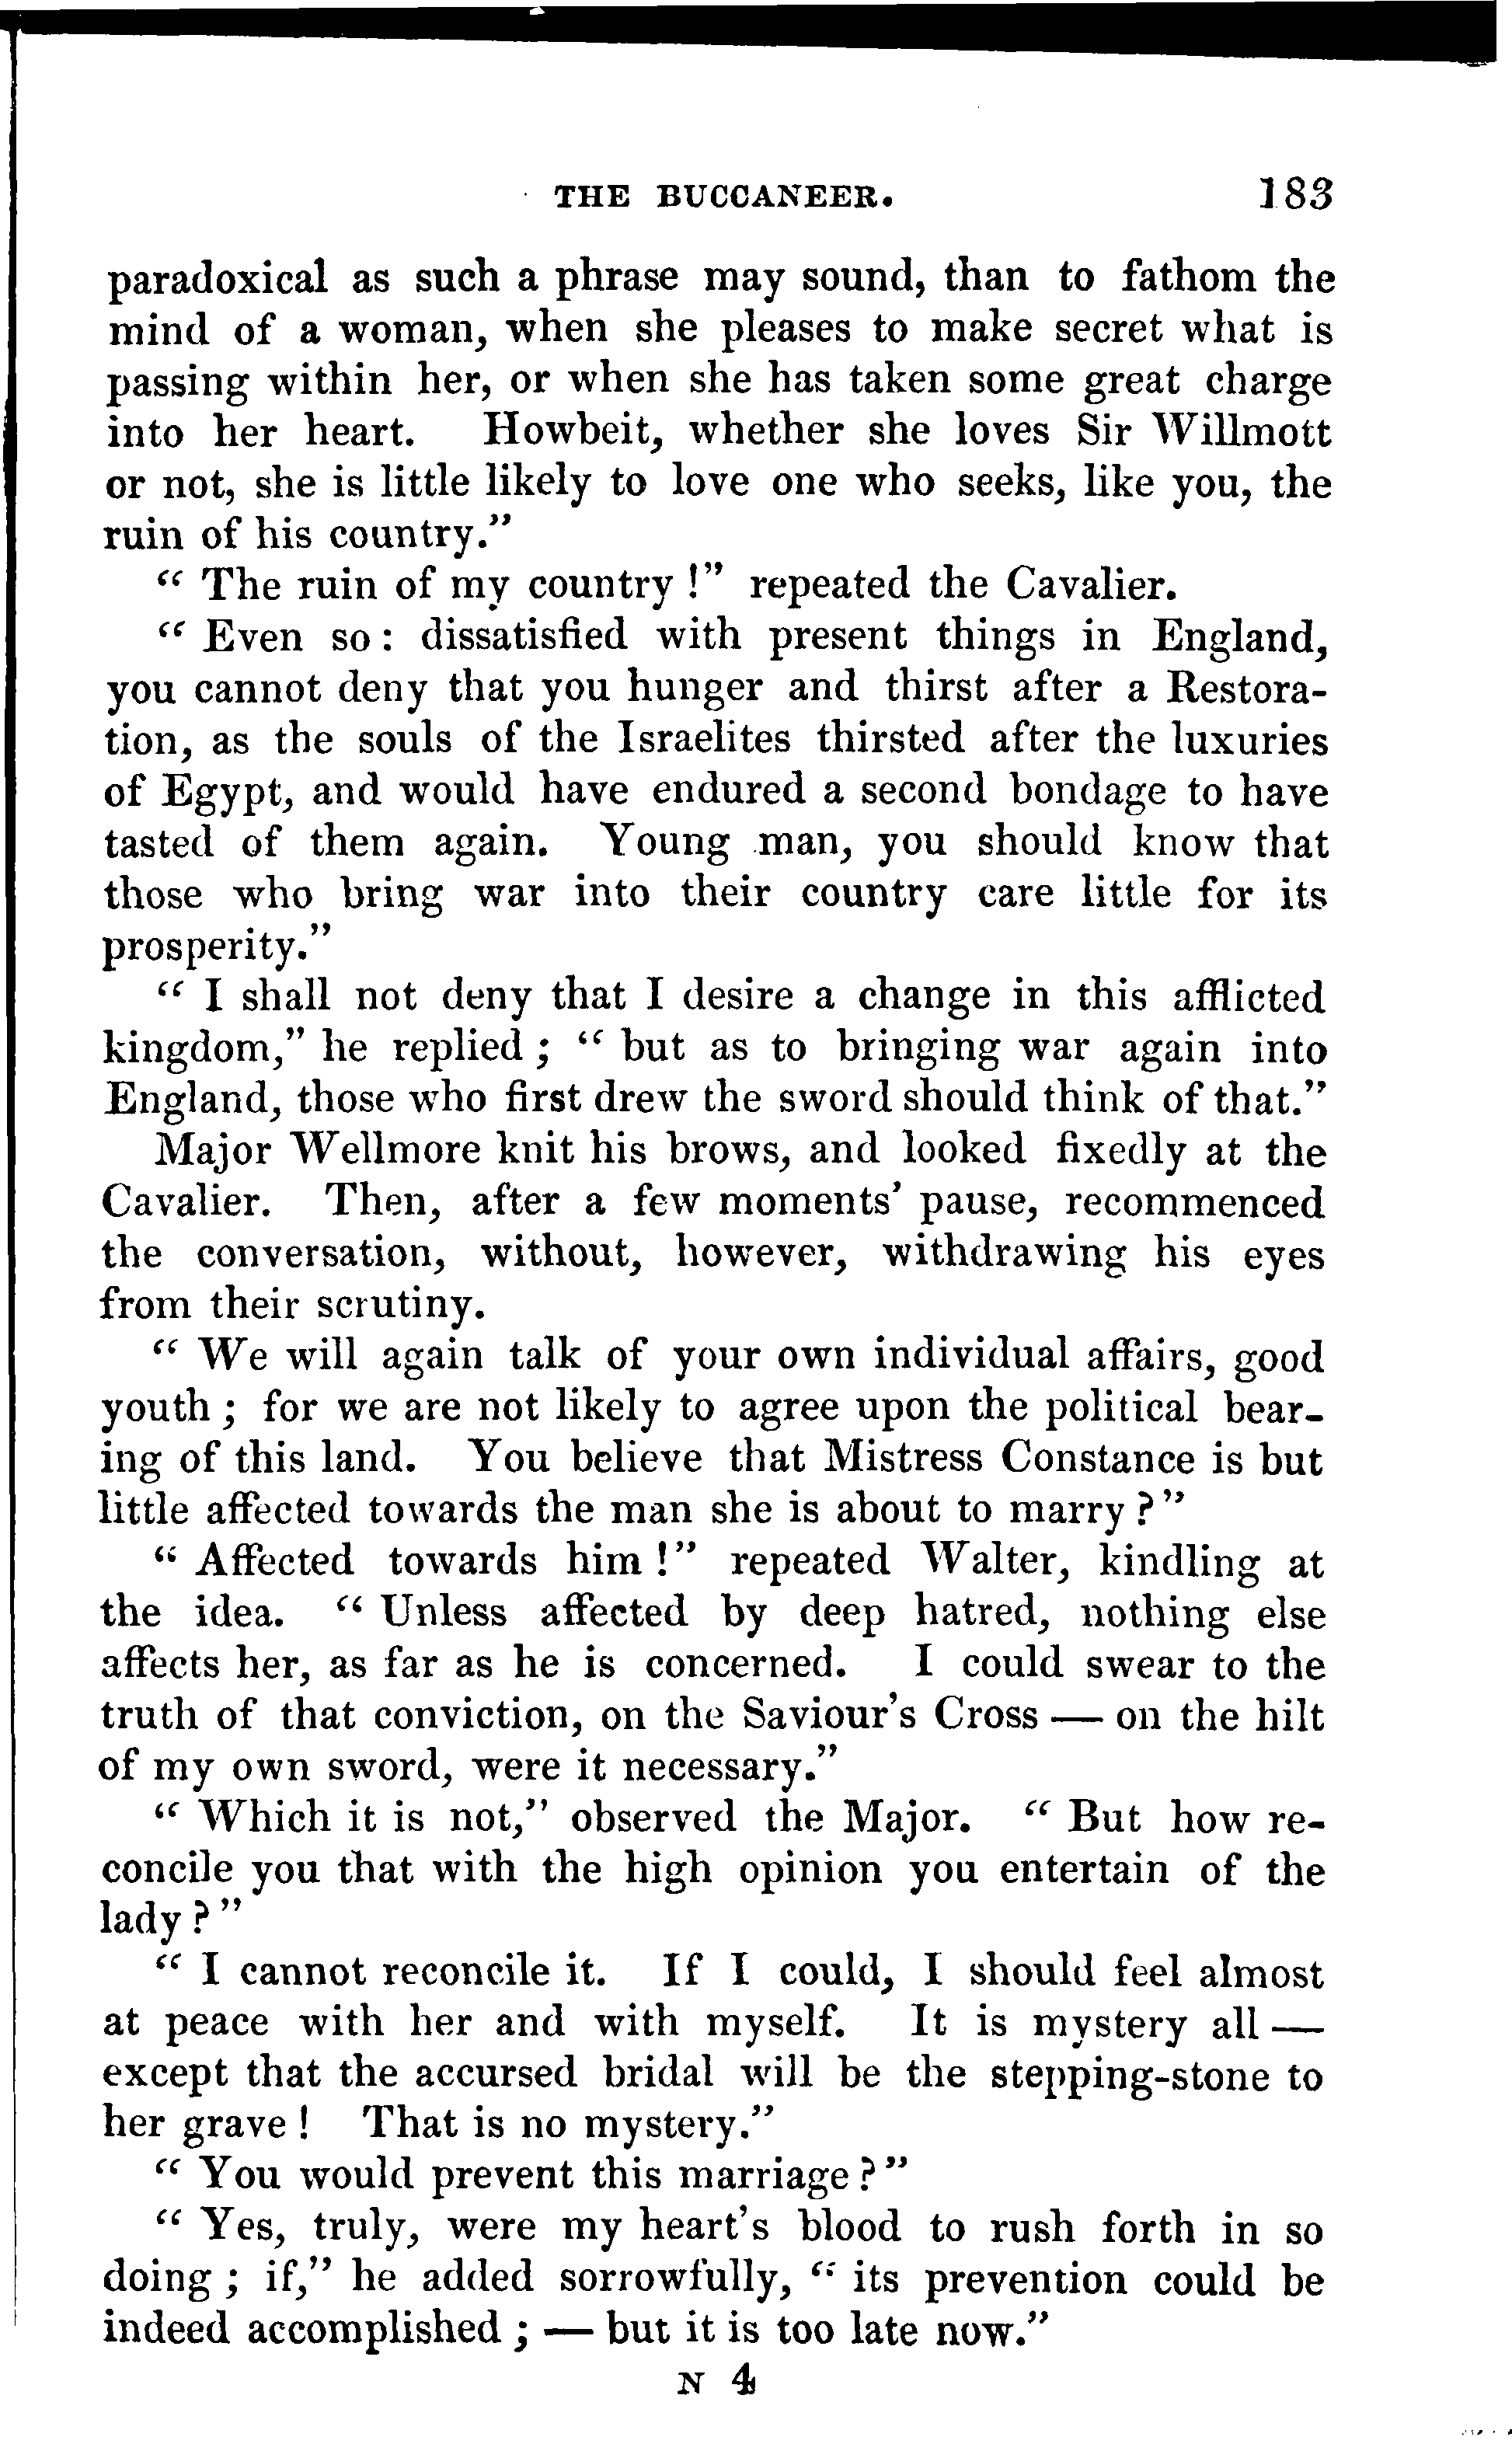 THE BUCCANEER. 183
paradoxical as such a phrase may sound, than to fathom the
mind of a woman, when she pleases to make secret what is
passing within her, or when she has taken some great charge
into her heart. Howbeit, whether she loves Sir Willmott
or not, she is little likely to love one who seeks, like you, the
ruin of his country."
" The ruin of my country !" repeated the Cavalier.
" Even so : dissatisfied with present things in England,
you cannot deny that you hunger and thirst after a Restora-
tion, as the souls of the Israelites thirsted after the luxuries
of Egypt, and would have endured a second bondage to have
tasted of them again. Young man, you should know that
those who bring war into their country care little for its
prosperity."
" I shall not deny that I desire a change in this afflicted
kingdom," he replied ; " but as to bringing war again into
England, those who first drew the sword should think of that."
Major Wellmore knit his brows, and looked fixedly at the
Cavalier. Then, after a few moments' pause, recommenced
the conversation, without, however, withdrawing his eyes
from their scrutiny.
" We will again talk of your own individual affairs, good
youth ; for we are not likely to agree upon the political bear-
ing of this land. You believe that Mistress Constance is but
little affected towards the man she is about to marry ? "
" Affected towards him !" repeated Walter, kindling at
the idea. " Unless affected by deep hatred, nothing else
affects her, as far as he is concerned. I could swear to the
truth of that conviction, on the Saviour's Cross — on the hilt
of my own sword, were it necessary."
" Which it is not," observed the Major. " But how re-
concile you that with the high opinion you entertain of the
lady ? "
" I cannot reconcile it. If I could, I should feel almost
at peace with her and with myself. It is mystery all —
except that the accursed bridal will be the stepping-stone to
her grave ! That is no mystery."
" You would prevent this marriage ? "
" Yes, truly, were my heart's blood to rush forth in so
doing ; if," he added sorrowfully, " its prevention could be
indeed accomplished ; — but it is too late now."
N 4